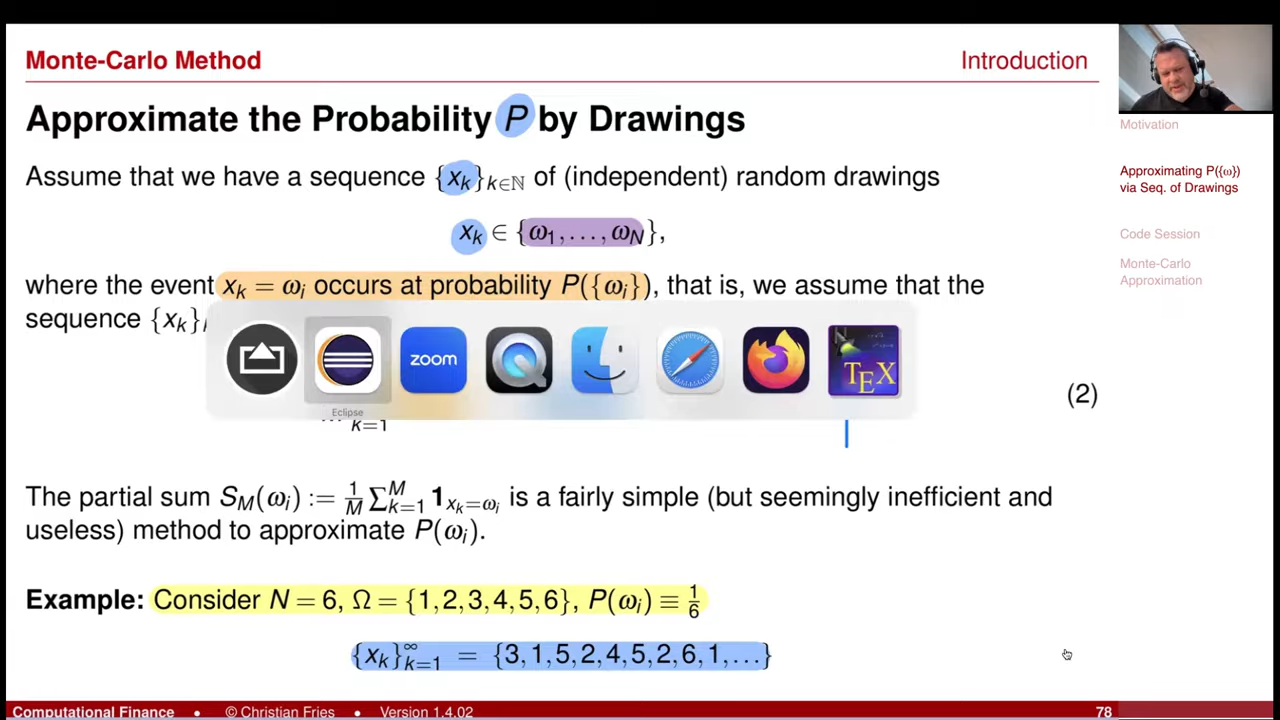 Monte-Carlo Method
Introduction
Approximate the Probability P by Drawings
Assume that we have a sequence {x_k}_{k∈ℕ} of (independent) random drawings
x_k ∈ {ω₁,…,ω_N},
where the event x_k = ω_i occurs at probability P({ω_i}), that is, we assume that the
sequence {x_k}
zoom
TEX
Eclipse
k=1
(2)
The partial sum S_M(ω_i) := 1/M ∑_{k=1}^{M} 1_{x_k=ω_i} is a fairly simple (but seemingly inefficient and
useless) method to approximate P(ω_i).
Example: Consider N = 6, Ω = {1,2,3,4,5,6}, P(ω_i) ≡ 1/6
{x_k}_{k=1}^{∞} = {3,1,5,2,4,5,2,6,1,…}
Motivation
Approximating P({ω})
via Seq. of Drawings
Code Session
Monte-Carlo
Approximation
Computational Finance • © Christian Fries • Version 1.4.02
78